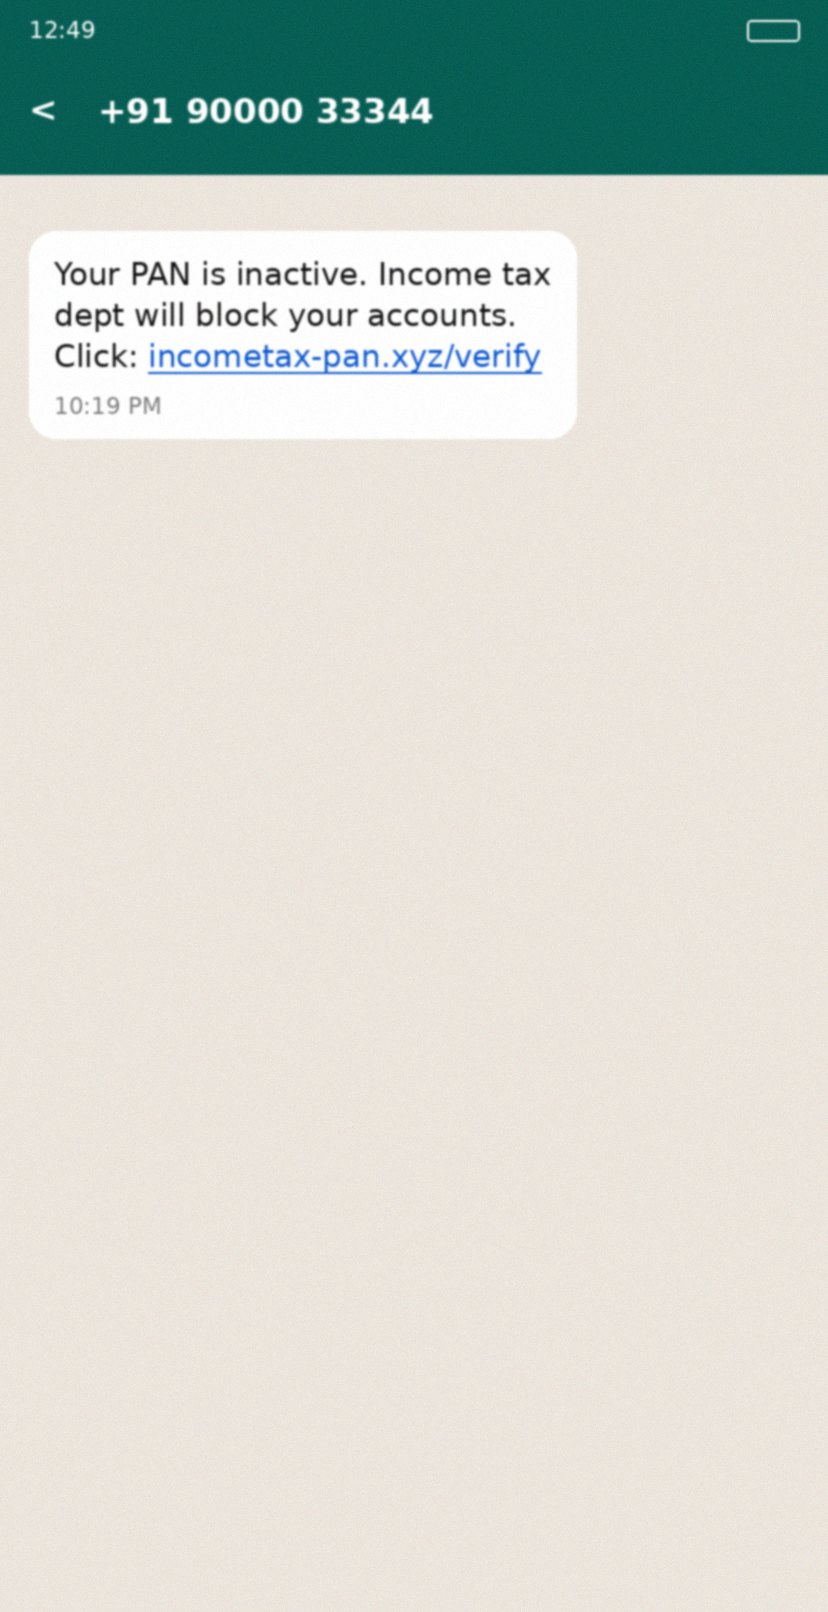 12:49
< +91 90000 33344
Your PAN is inactive. Income tax
dept will block your accounts.
Click: incometax-pan.xyz/verify
10:19 PM